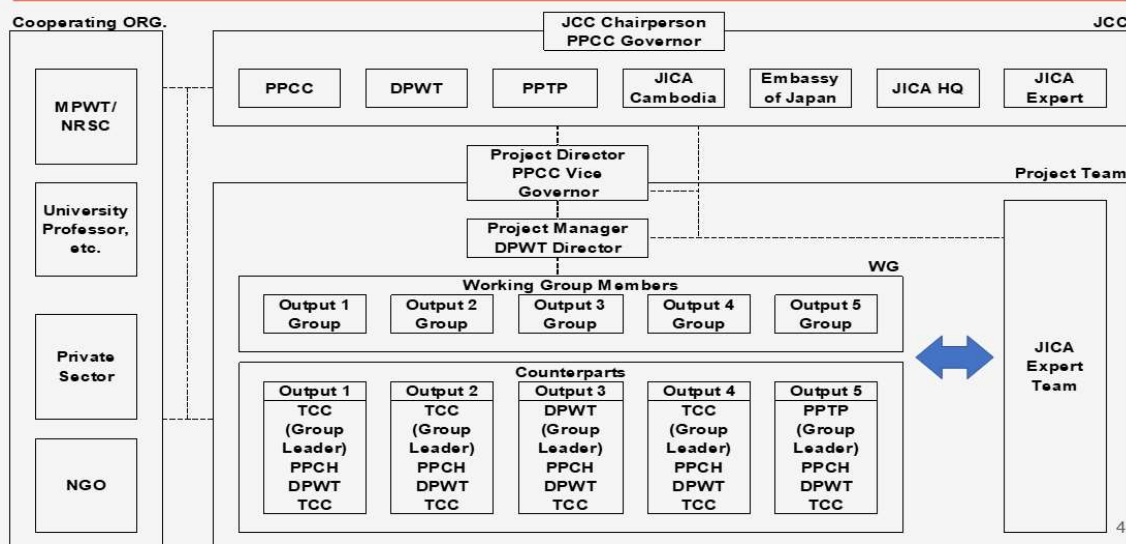 Cooperating ORG.
MPWT/
NRSC
University
Professor,
etc.
Private
Sector
NGO
JCC Chairperson
PPCC Governor
JCC
PPCC
DPWT
PPTP
JICA
Cambodia
Embassy
of Japan
JICA HQ
JICA
Expert
Project Director
PPCC Vice
Governor
Project Team
Project Manager
DPWT Director
WG
Working Group Members
Output 1
Group
Output 2
Group
Output 3
Group
Output 4
Group
Output 5
Group
Counterparts
Output 1
TCC
(Group
Leader)
PPCH
DPWT
TCC
Output 2
TCC
(Group
Leader)
PPCH
DPWT
TCC
Output 3
DPWT
(Group
Leader)
PPCH
DPWT
TCC
Output 4
TCC
(Group
Leader)
PPCH
DPWT
TCC
Output 5
PPTP
(Group
Leader)
PPCH
DPWT
TCC
JICA
Expert
Team
4